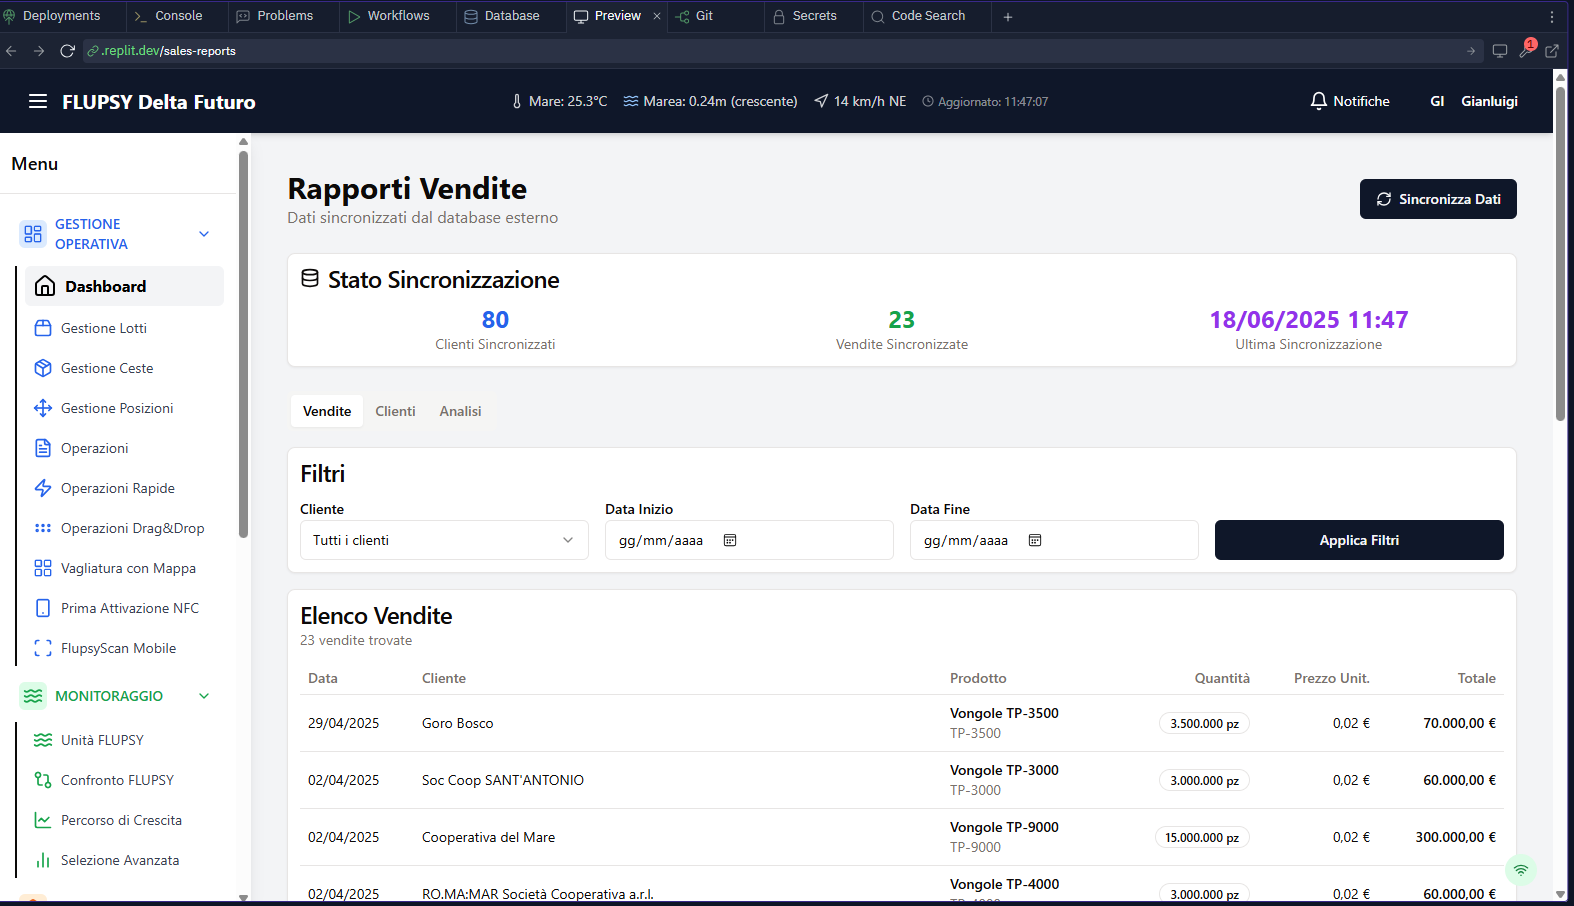 Deployments
Console
Problems
Workflows
Database
Preview
Git
Secrets
Code Search
.replit.dev/sales-reports
1
FLUPSY Delta Futuro
Mare: 25.3°C
Marea: 0.24m (crescente)
14 km/h NE
Aggiornato: 11:47:07
Notifiche
GI
Gianluigi
Menu
GESTIONE
OPERATIVA
Dashboard
Gestione Lotti
Gestione Ceste
Gestione Posizioni
Operazioni
Operazioni Rapide
Operazioni Drag&Drop
Vagliatura con Mappa
Prima Attivazione NFC
FlupsyScan Mobile
MONITORAGGIO
Unità FLUPSY
Confronto FLUPSY
Percorso di Crescita
Selezione Avanzata
Rapporti Vendite
Dati sincronizzati dal database esterno
Sincronizza Dati
Stato Sincronizzazione
80
Clienti Sincronizzati
23
Vendite Sincronizzate
18/06/2025 11:47
Ultima Sincronizzazione
Vendite
Clienti
Analisi
Filtri
Cliente
Tutti i clienti
Data Inizio
gg/mm/aaaa
Data Fine
gg/mm/aaaa
Applica Filtri
Elenco Vendite
23 vendite trovate
Data Cliente Prodotto Quantità Prezzo Unit. Totale
29/04/2025 Goro Bosco Vongole TP-3500 3.500.000 pz 0,02 € 70.000,00 €
TP-3500
02/04/2025 Soc Coop SANT'ANTONIO Vongole TP-3000 3.000.000 pz 0,02 € 60.000,00 €
TP-3000
02/04/2025 Cooperativa del Mare Vongole TP-9000 15.000.000 pz 0,02 € 300.000,00 €
TP-9000
02/04/2025 RO.MA:MAR Società Cooperativa a.r.l. Vongole TP-4000 3.000.000 pz 0,02 € 60.000,00 €